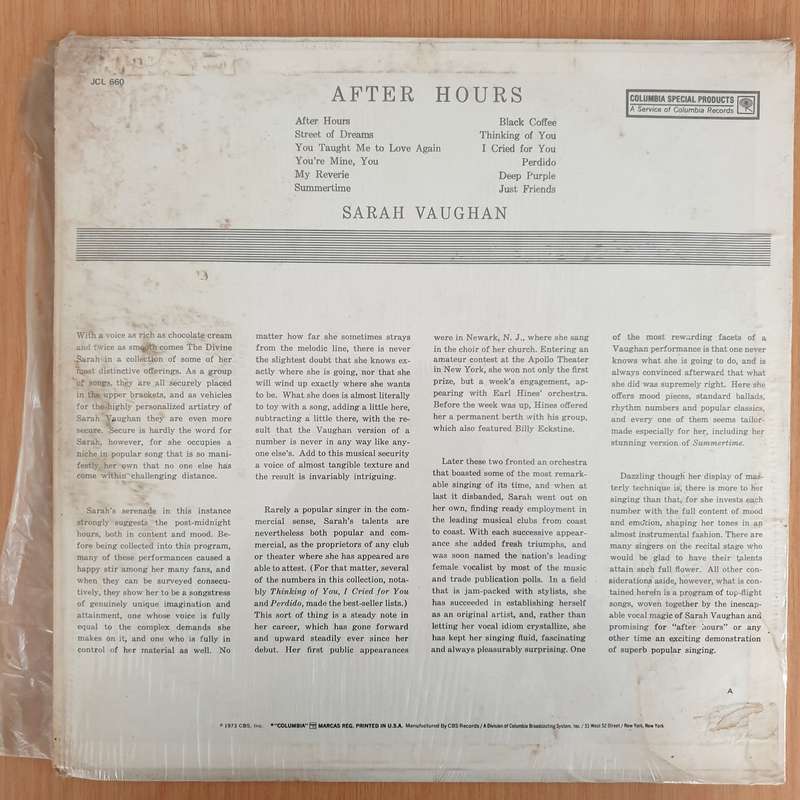 JCL 660
AFTER HOURS
COLUMBIA SPECIAL PRODUCTS
A Service of Columbia Records
After Hours
Street of Dreams
You Taught Me to Love Again
You're Mine, You
My Reverie
Summertime
Black Coffee
Thinking of You
I Cried for You
Perdido
Deep Purple
Just Friends
SARAH VAUGHAN
With a voice as rich as chocolate cream
and twice as smooth comes The Divine
Sarah in a collection of some of her
most distinctive offerings. As a group
of songs, they are all securely placed
in the upper brackets, and as vehicles
for the highly personalized artistry of
Sarah Vaughan they are even more
secure. Secure is hardly the word for
Sarah, however, for she occupies a
niche in popular song that is so mani-
festly her own that no one else has
come within challenging distance.
Sarah's serenade in this instance
strongly suggests the post-midnight
hours, both in content and mood. Be-
fore being collected into this program,
many of these performances caused a
happy stir among her many fans, and
when they can be surveyed consecu-
tively, they show her to be a songstress
of genuinely unique imagination and
attainment, one whose voice is fully
equal to the complex demands she
makes on it, and one who is fully in
control of her material as well. No
matter how far she sometimes strays
from the melodic line, there is never
the slightest doubt that she knows ex-
actly where she is going, nor that she
will wind up exactly where she wants
to be. What she does is almost literally
to toy with a song, adding a little here,
subtracting a little there, with the re-
sult that the Vaughan version of a
number is never in any way like any-
one else's. Add to this musical security
a voice of almost tangible texture and
the result is invariably intriguing.
Rarely a popular singer in the com-
mercial sense, Sarah's talents are
nevertheless both popular and com-
mercial, as the proprietors of any club
or theater where she has appeared are
able to attest. (For that matter, several
of the numbers in this collection, nota-
bly Thinking of You, I Cried for You
and Perdido, made the best-seller lists.)
This sort of thing is a steady note in
her career, which has gone forward
and upward steadily ever since her
debut. Her first public appearances
were in Newark, N. J., where she sang
in the choir of her church. Entering an
amateur contest at the Apollo Theater
in New York, she won not only the first
prize, but a week's engagement, ap-
pearing with Earl Hines' orchestra.
Before the week was up, Hines offered
her a permanent berth with his group,
which also featured Billy Eckstine.
Later these two fronted an orchestra
that boasted some of the most remark-
able singing of its time, and when at
last it disbanded, Sarah went out on
her own, finding ready employment in
the leading musical clubs from coast
to coast. With each successive appear-
ance she added fresh triumphs, and
was soon named the nation's leading
female vocalist by most of the music
and trade publication polls. In a field
that is jam-packed with stylists, she
has succeeded in establishing herself
as an original artist, and, rather than
letting her vocal idiom crystallize, she
has kept her singing fluid, fascinating
and always pleasurably surprising. One
of the most rewarding facets of a
Vaughan performance is that one never
knows what she is going to do, and is
always convinced afterward that what
she did was supremely right. Here she
offers mood pieces, standard ballads,
rhythm numbers and popular classics,
and every one of them seems tailor-
made especially for her, including her
stunning version of Summertime.
Dazzling though her display of mas-
terly technique is, there is more to her
singing than that, for she invests each
number with the full content of mood
and emotion, shaping her tones in an
almost instrumental fashion. There are
many singers on the recital stage who
would be glad to have their talents
attain such full flower. All other con-
siderations aside, however, what is con-
tained herein is a program of top-flight
songs, woven together by the inescap-
able vocal magic of Sarah Vaughan and
promising for "after hours" or any
other time an exciting demonstration
of superb popular singing.
A
℗ 1973 CBS, Inc. ®"COLUMBIA" MARCAS REG. PRINTED IN U.S.A. Manufactured By CBS Records / A Division of Columbia Broadcasting System, Inc. / 51 West 52 Street / New York, New York